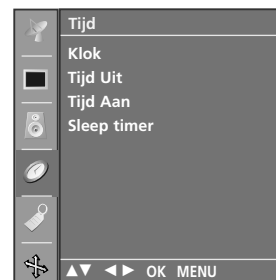 Tijd
Klok
Tijd Uit
Tijd Aan
Sleep timer
▲▼ ◄► OK MENU